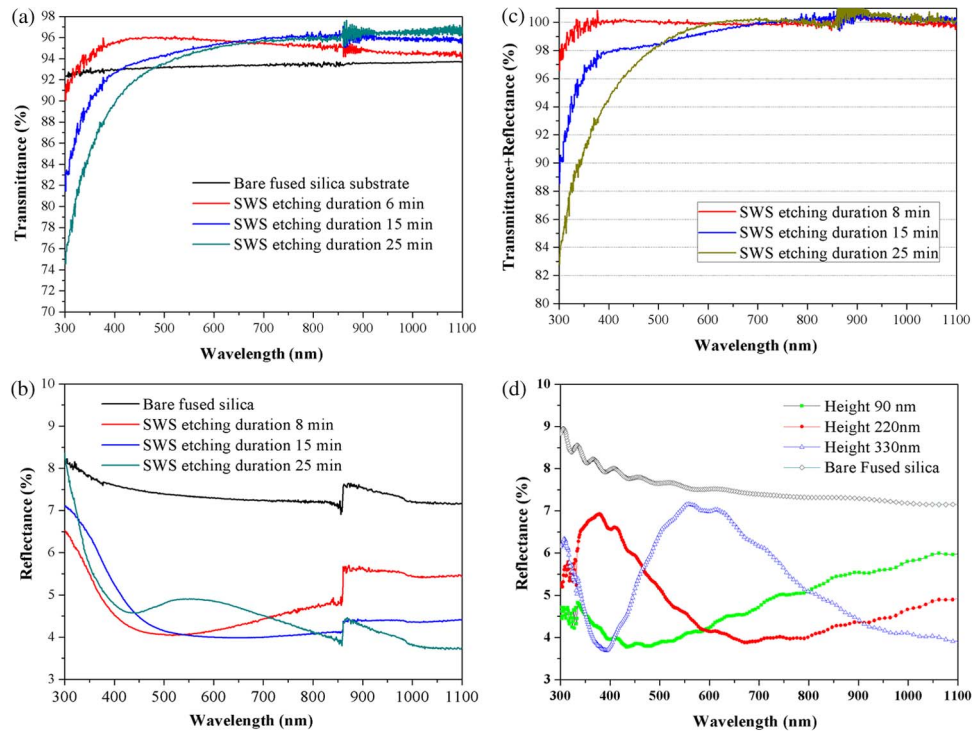 (a)
98
96
94
92
90
88
86
84
82
80
78
76
74
72
70
Transmittance (%)
Bare fused silica substrate
SWS etching duration 6 min
SWS etching duration 15 min
SWS etching duration 25 min
300 400 500 600 700 800 900 1000 1100
Wavelength (nm)
(c)
100
98
96
94
92
90
88
86
84
82
80
Transmittance+Reflectance (%)
SWS etching duration 8 min
SWS etching duration 15 min
SWS etching duration 25 min
300 400 500 600 700 800 900 1000 1100
Wavelength (nm)
(b)
10
9
8
7
6
5
4
3
Reflectance (%)
Bare fused silica
SWS etching duration 8 min
SWS etching duration 15 min
SWS etching duration 25 min
300 400 500 600 700 800 900 1000 1100
Wavelength (nm)
(d)
10
9
8
7
6
5
4
3
Reflectance (%)
Height 90 nm
Height 220nm
Height 330nm
Bare Fused silica
300 400 500 600 700 800 900 1000 1100
Wavelength (nm)